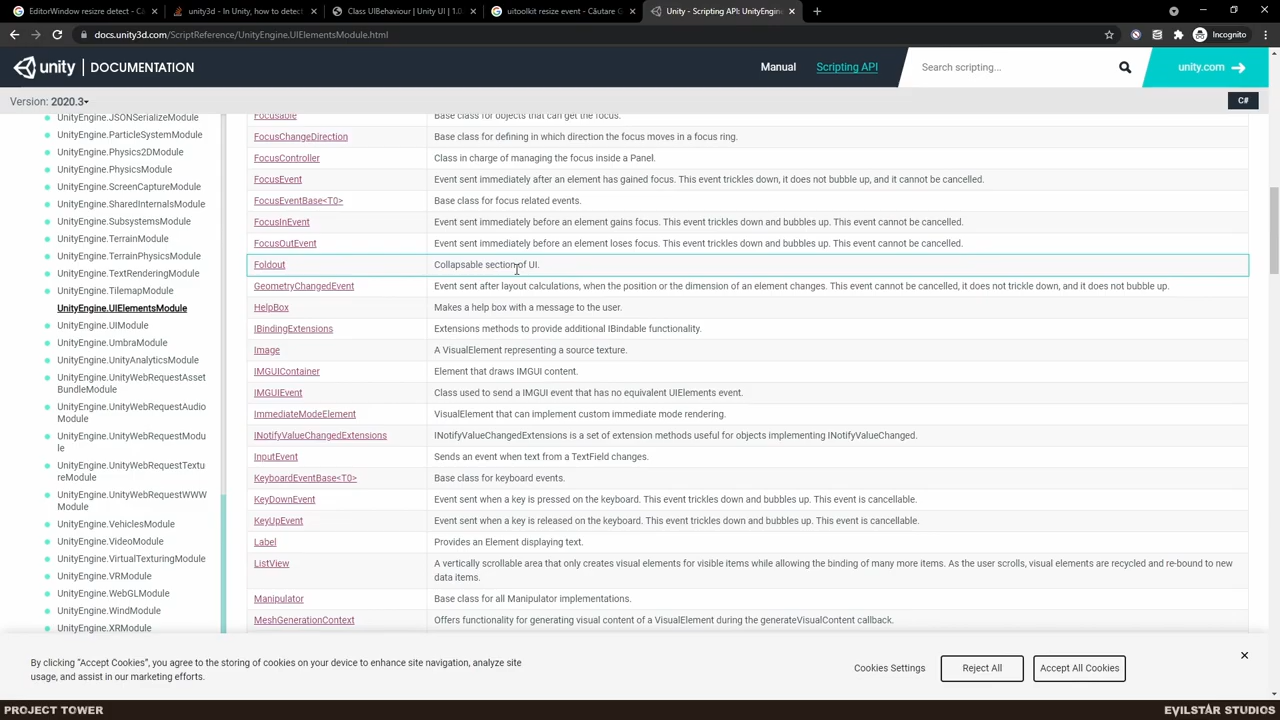 EditorWindow resizre detect - Că
unity3d - In Unity, how to detect
Class UIBehaviour | Unity UI | 1.0
uitoolkit resize event - Căutare G
Unity - Scripting API: UnityEngin
docs.unity3d.com/ScriptReference/UnityEngine.UIElementsModule.html
Incognito
unity | DOCUMENTATION
Manual
Scripting API
Search scripting...
unity.com
Version: 2020.3
C#
UnityEngine.JSONSerializeModule
UnityEngine.ParticleSystemModule
UnityEngine.Physics2DModule
UnityEngine.PhysicsModule
UnityEngine.ScreenCaptureModule
UnityEngine.SharedInternalsModule
UnityEngine.SubsystemsModule
UnityEngine.TerrainModule
UnityEngine.TerrainPhysicsModule
UnityEngine.TextRenderingModule
UnityEngine.TilemapModule
UnityEngine.UIElementsModule
UnityEngine.UIModule
UnityEngine.UmbraModule
UnityEngine.UnityAnalyticsModule
UnityEngine.UnityWebRequestAsset
BundleModule
UnityEngine.UnityWebRequestAudio
Module
UnityEngine.UnityWebRequestModu
le
UnityEngine.UnityWebRequestTextu
reModule
UnityEngine.UnityWebRequestWWW
Module
UnityEngine.VehiclesModule
UnityEngine.VideoModule
UnityEngine.VirtualTexturingModule
UnityEngine.VRModule
UnityEngine.WebGLModule
UnityEngine.WindModule
UnityEngine.XRModule
Focusable Base class for objects that can get the focus.
FocusChangeDirection Base class for defining in which direction the focus moves in a focus ring.
FocusController Class in charge of managing the focus inside a Panel.
FocusEvent Event sent immediately after an element has gained focus. This event trickles down, it does not bubble up, and it cannot be cancelled.
FocusEventBase<T0> Base class for focus related events.
FocusInEvent Event sent immediately before an element gains focus. This event trickles down and bubbles up. This event cannot be cancelled.
FocusOutEvent Event sent immediately before an element loses focus. This event trickles down and bubbles up. This event cannot be cancelled.
Foldout Collapsable section of UI.
GeometryChangedEvent Event sent after layout calculations, when the position or the dimension of an element changes. This event cannot be cancelled, it does not trickle down, and it does not bubble up.
HelpBox Makes a help box with a message to the user.
IBindingExtensions Extensions methods to provide additional IBindable functionality.
Image A VisualElement representing a source texture.
IMGUIContainer Element that draws IMGUI content.
IMGUIEvent Class used to send a IMGUI event that has no equivalent UIElements event.
ImmediateModeElement VisualElement that can implement custom immediate mode rendering.
INotifyValueChangedExtensions INotifyValueChangedExtensions is a set of extension methods useful for objects implementing INotifyValueChanged.
InputEvent Sends an event when text from a TextField changes.
KeyboardEventBase<T0> Base class for keyboard events.
KeyDownEvent Event sent when a key is pressed on the keyboard. This event trickles down and bubbles up. This event is cancellable.
KeyUpEvent Event sent when a key is released on the keyboard. This event trickles down and bubbles up. This event is cancellable.
Label Provides an Element displaying text.
ListView A vertically scrollable area that only creates visual elements for visible items while allowing the binding of many more items. As the user scrolls, visual elements are recycled and re-bound to new
data items.
Manipulator Base class for all Manipulator implementations.
MeshGenerationContext Offers functionality for generating visual content of a VisualElement during the generateVisualContent callback.
By clicking “Accept Cookies”, you agree to the storing of cookies on your device to enhance site navigation, analyze site
usage, and assist in our marketing efforts.
Cookies Settings
Reject All
Accept All Cookies
PROJECT TOWER
EVILSTAR STUDIOS